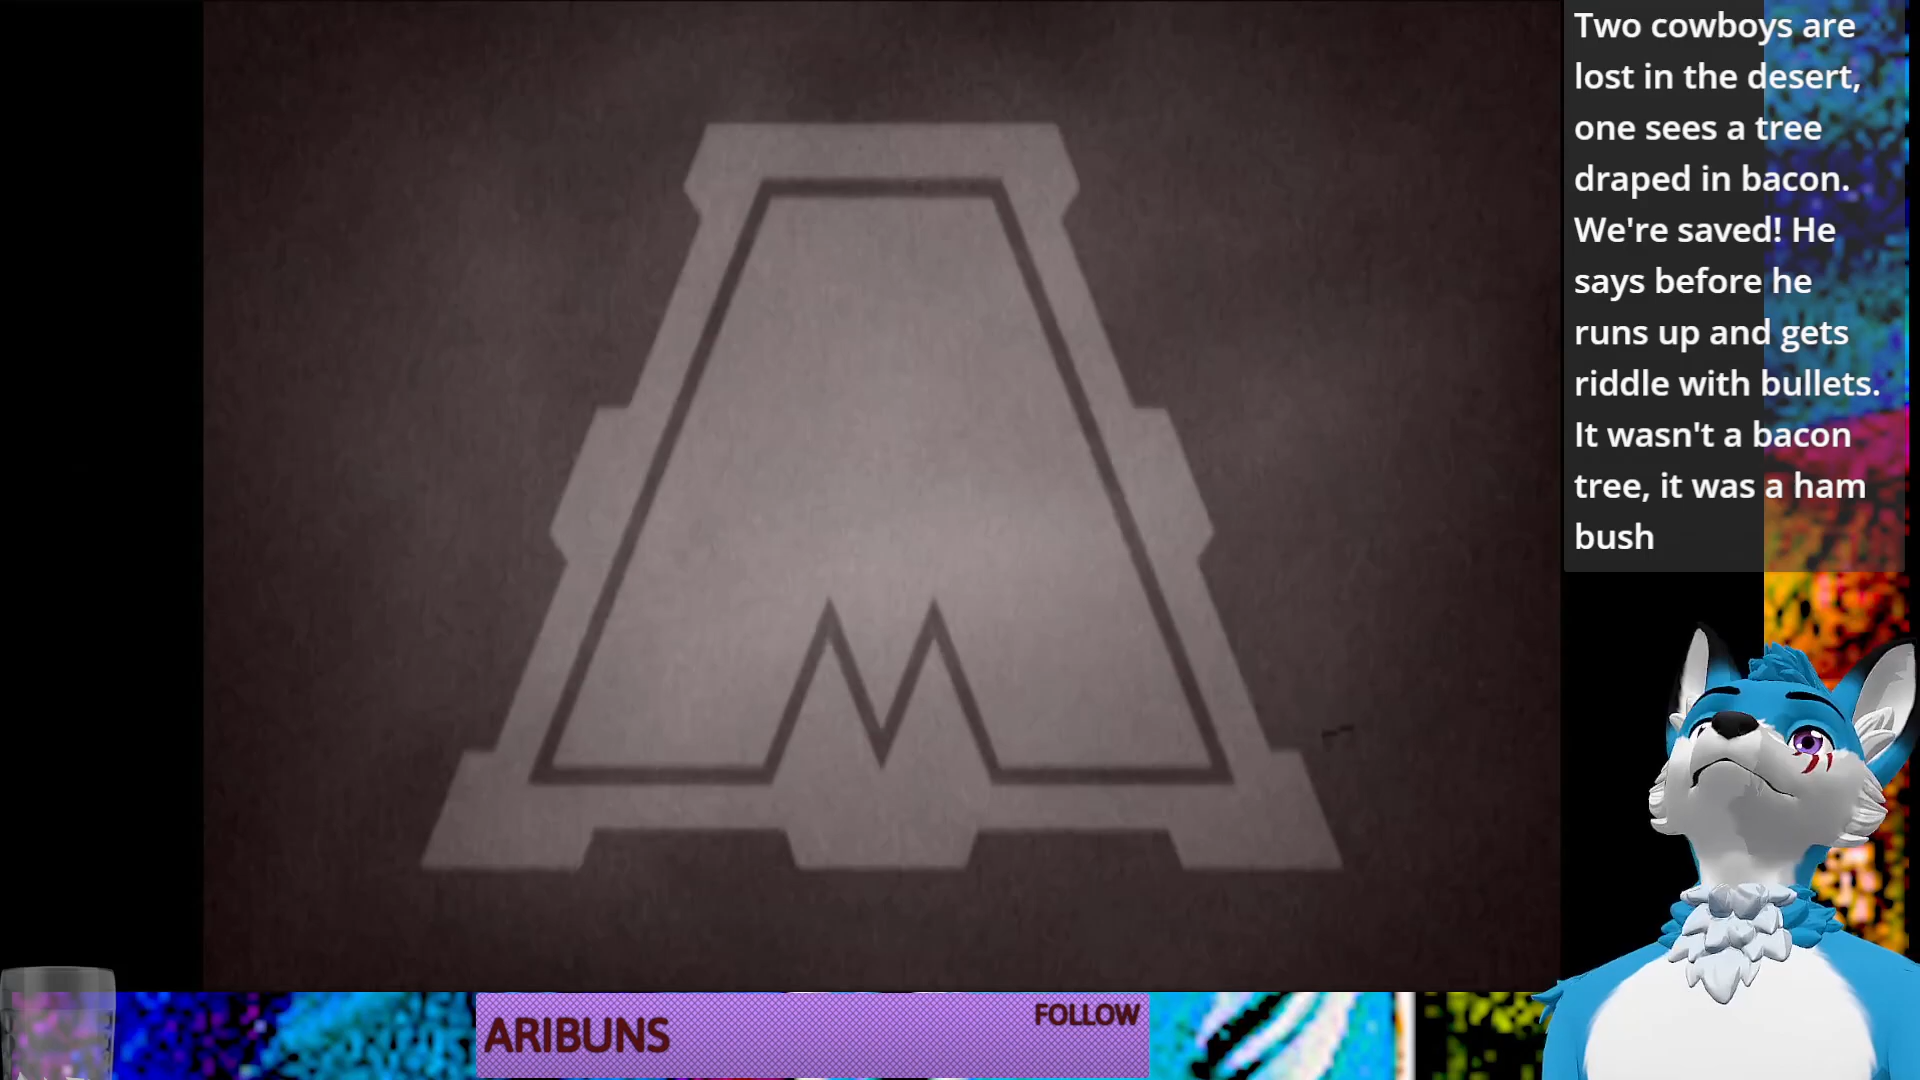 Two cowboys are
lost in the desert,
one sees a tree
draped in bacon.
We're saved! He
says before he
runs up and gets
riddle with bullets.
It wasn't a bacon
tree, it was a ham
bush
ARIBUNS
FOLLOW